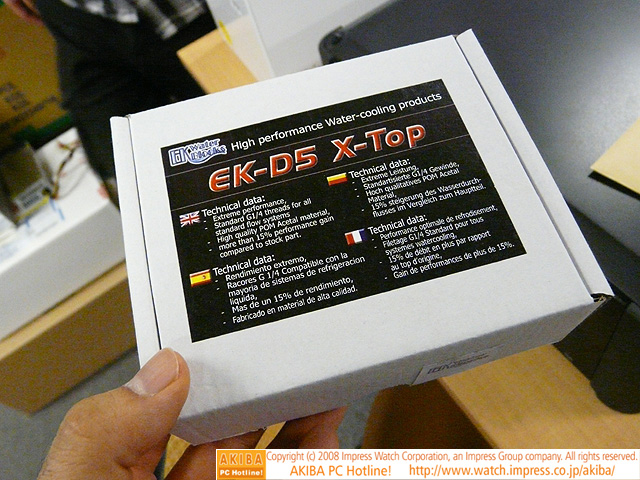 EK Water Blocks
High performance Water-cooling products
EK-D5 X-Top
Technical data:
- Extreme performance,
- Standard G1/4 threads for all
standard flow systems
- High quality POM Acetal material,
- more than 15% performance gain
compared to stock part.
Technical data:
- Extreme Leistung,
- Standartisierte G1/4 Gewinde,
- Hoch qualitatives POM Acetal
Material,
- 15% Steigerung des Wasserdurch-
flusses im Vergleich zum Hauptteil.
Technical data:
- Rendimiento extremo,
- Racores G 1/4 Compatible con la
mayoria de sistemas de refrigeracion
liquida,
- Mas de un 15% de rendimiento,
- Fabricado en material de alta calidad.
Technical data:
- Performance optimale de refroidiement,
- Filetage G1/4 Standard pour tous
systemes watercooling,
- 15% de débit en plus par rapport
au top d'origine,
- Gain de performances de plus de 15%.
AKIBA
PC Hotline!
Copyright (c) 2008 Impress Watch Corporation, an Impress Group company. All rights reserved.
AKIBA PC Hotline! http://www.watch.impress.co.jp/akiba/